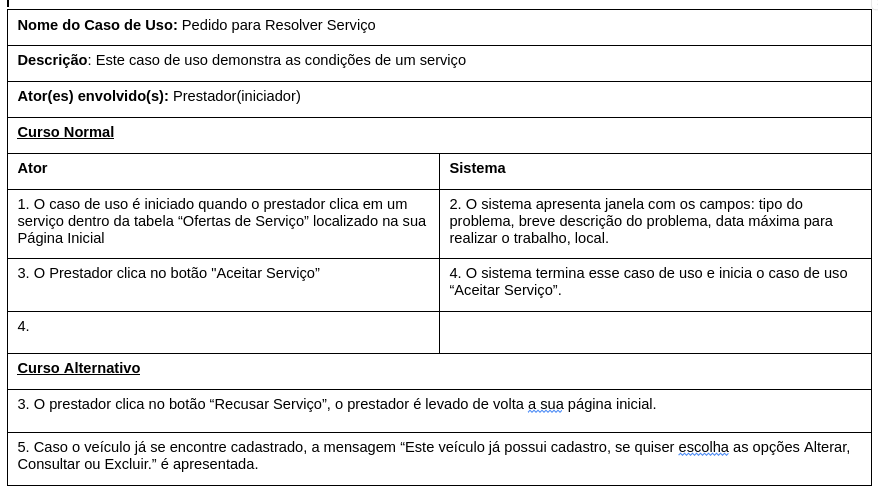 Nome do Caso de Uso: Pedido para Resolver Serviço
Descrição: Este caso de uso demonstra as condições de um serviço
Ator(es) envolvido(s): Prestador(iniciador)
Curso Normal
Ator
Sistema
1. O caso de uso é iniciado quando o prestador clica em um
serviço dentro da tabela “Ofertas de Serviço” localizado na sua
Página Inicial
2. O sistema apresenta janela com os campos: tipo do
problema, breve descrição do problema, data máxima para
realizar o trabalho, local.
3. O Prestador clica no botão "Aceitar Serviço”
4. O sistema termina esse caso de uso e inicia o caso de uso
“Aceitar Serviço”.
4.
Curso Alternativo
3. O prestador clica no botão “Recusar Serviço”, o prestador é levado de volta a sua página inicial.
5. Caso o veículo já se encontre cadastrado, a mensagem “Este veículo já possui cadastro, se quiser escolha as opções Alterar,
Consultar ou Excluir.” é apresentada.